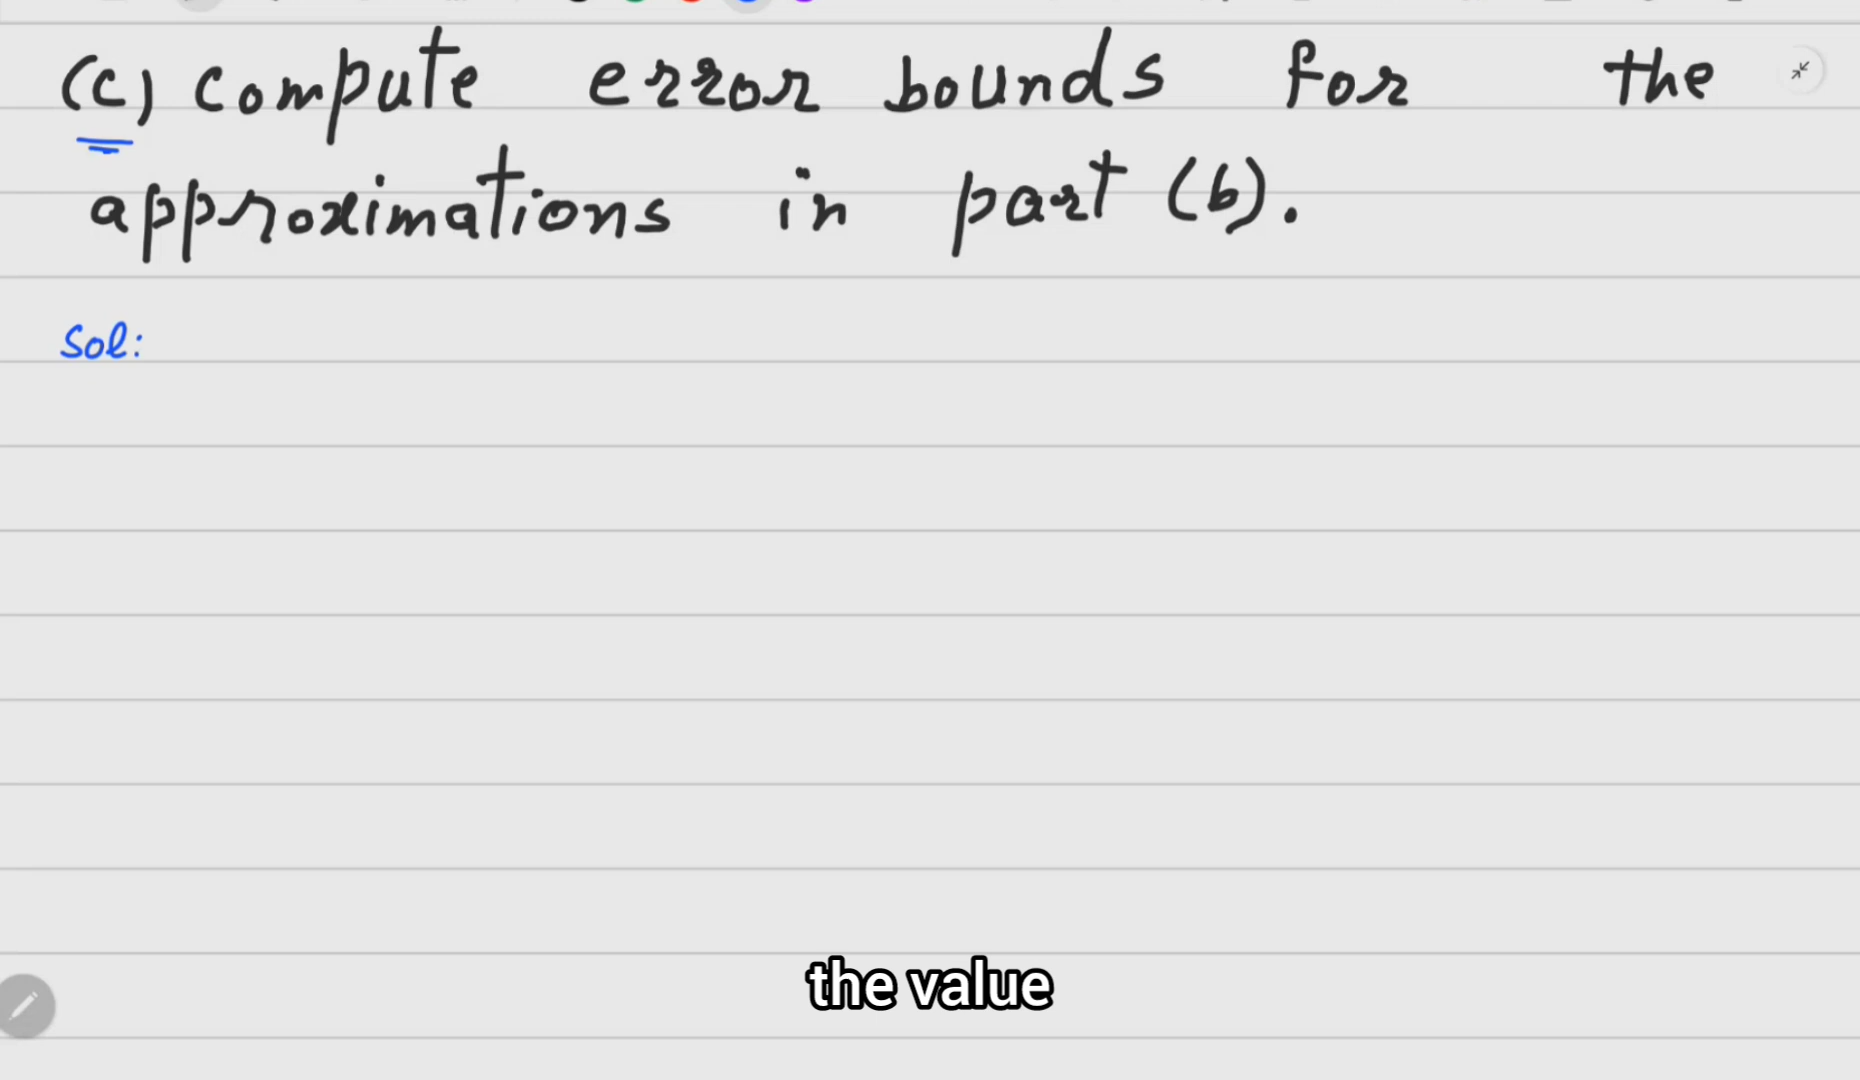 (c) compute error bounds for the
approximations in part (b).
Sol:
the value